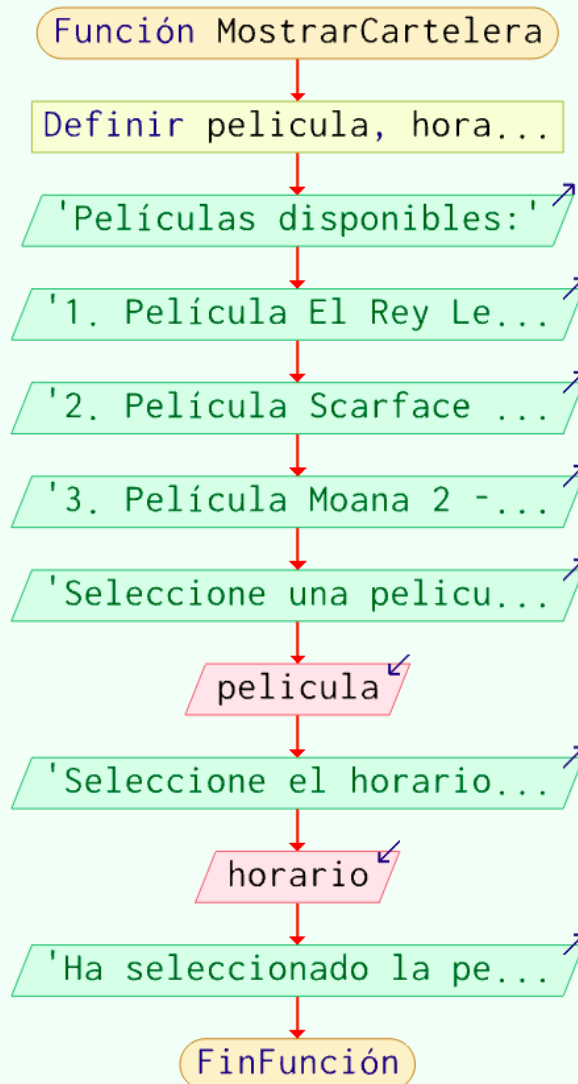 Función MostrarCartelera
Definir pelicula, hora...
'Películas disponibles:'
'1. Película El Rey Le...
'2. Película Scarface ...
'3. Película Moana 2 -...
'Seleccione una pelicu...
pelicula
'Seleccione el horario...
horario
'Ha seleccionado la pe...
FinFunción